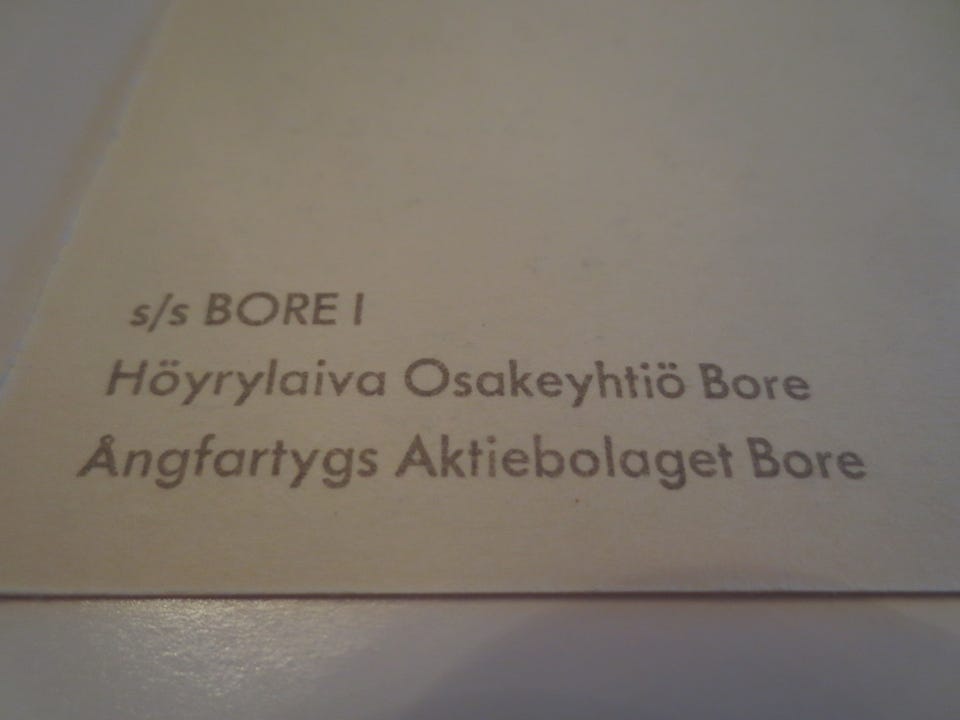 s/s BORE I
Höyrylaiva Osakeyhtiö Bore
Ångfartygs Aktiebolaget Bore